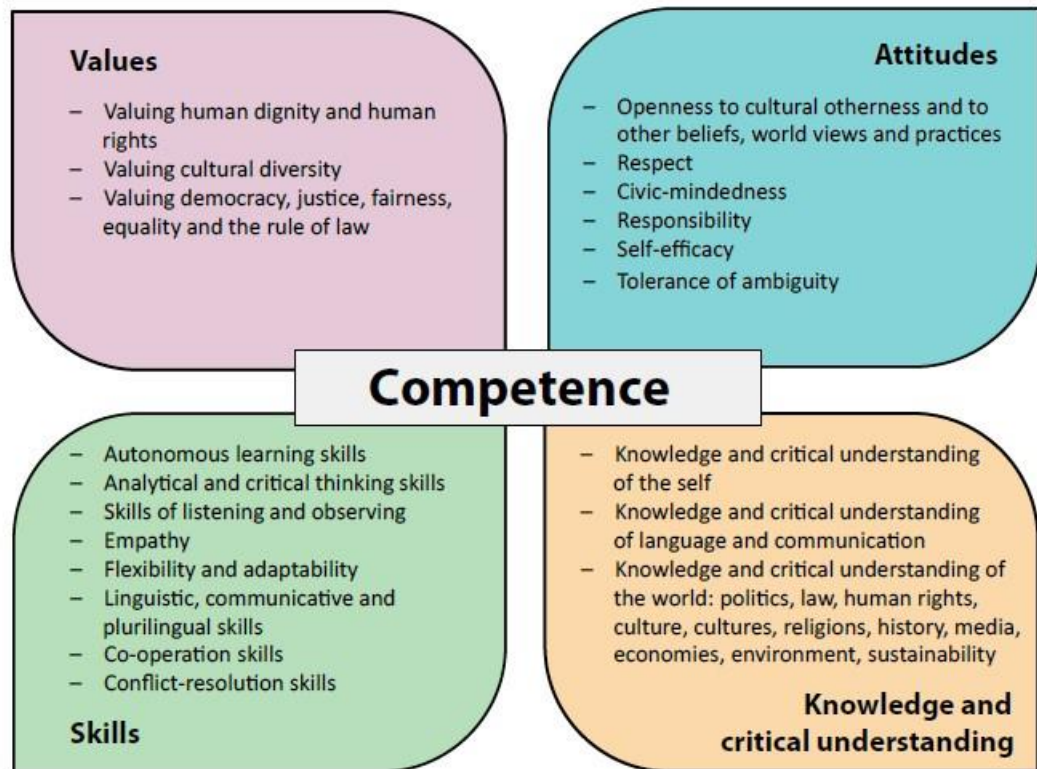 Values
– Valuing human dignity and human
rights
– Valuing cultural diversity
– Valuing democracy, justice, fairness,
equality and the rule of law
Attitudes
– Openness to cultural otherness and to
other beliefs, world views and practices
– Respect
– Civic-mindedness
– Responsibility
– Self-efficacy
– Tolerance of ambiguity
Competence
– Autonomous learning skills
– Analytical and critical thinking skills
– Skills of listening and observing
– Empathy
– Flexibility and adaptability
– Linguistic, communicative and
plurilingual skills
– Co-operation skills
– Conflict-resolution skills
Skills
– Knowledge and critical understanding
of the self
– Knowledge and critical understanding
of language and communication
– Knowledge and critical understanding of
the world: politics, law, human rights,
culture, cultures, religions, history, media,
economies, environment, sustainability
Knowledge and
critical understanding